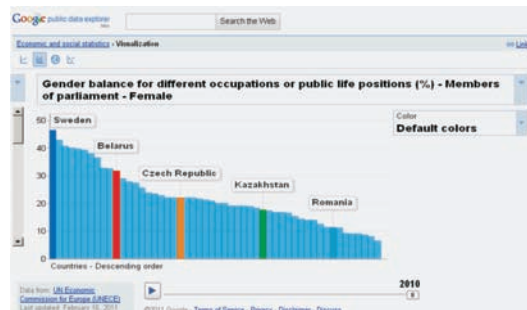 Google public data explorer
Search the Web
Economic and social statistics - Visualization
Link
Gender balance for different occupations or public life positions (%) - Members
of parliament - Female
Color
Default colors
50
Sweden
Belarus
40
Czech Republic
30
Kazakhstan
20
Romania
10
0
Countries - Descending order
2010
Data from: UN Economic
Commission for Europe (UNECE)
Last updated: February 18, 2011
©2011 Google - Terms of Service - Privacy - Disclaimer - Discuss